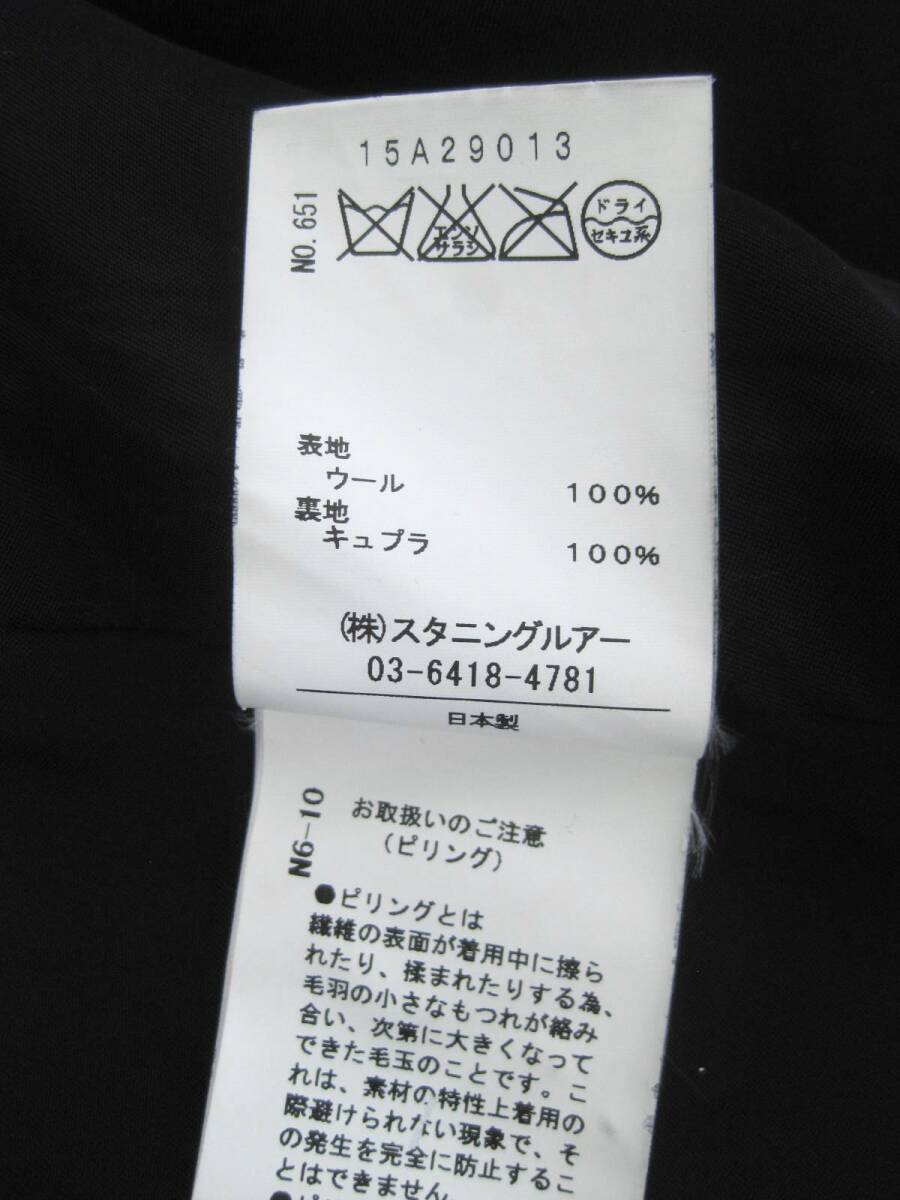 15A29013
NO. 651
エンソ
サラシ
ドライ
セキユ系
表地
ウール 100%
裏地
キュプラ 100%
(株)スタニングルアー
03-6418-4781
日本製
N6-10
お取扱いのご注意
(ピリング)
●ピリングとは
繊維の表面が着用中に擦ら
れたり、揉まれたりする為、
毛羽の小さなもつれが絡み
合い、次第に大きくなって
できた毛玉のことです。こ
れは、素材の特性上着用の
際避けられない現象で、そ
の発生を完全に防止するこ
とはできません。